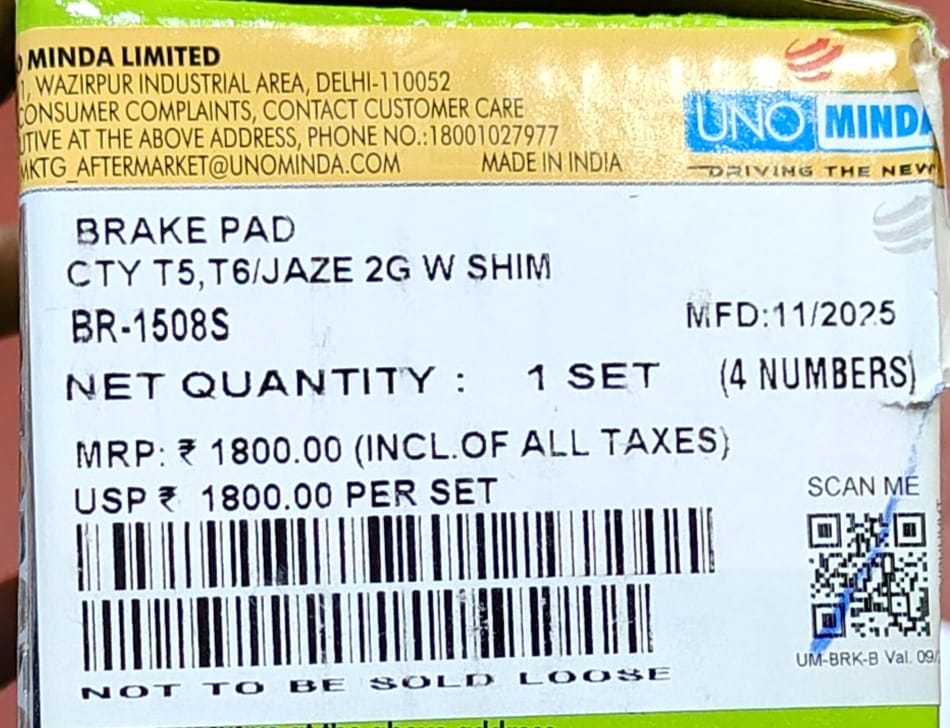 MINDA LIMITED
WAZIRPUR INDUSTRIAL AREA, DELHI-110052
CONSUMER COMPLAINTS, CONTACT CUSTOMER CARE
UTIVE AT THE ABOVE ADDRESS, PHONE NO.:18001027977
MKTG_AFTERMARKET@UNOMINDA.COM MADE IN INDIA
UNO MINDA
DRIVING THE NEW
BRAKE PAD
CTY T5,T6/JAZE 2G W SHIM
BR-1508S MFD:11/2025
NET QUANTITY : 1 SET (4 NUMBERS)
MRP: ₹ 1800.00 (INCL.OF ALL TAXES)
USP ₹ 1800.00 PER SET
SCAN ME
UM-BRK-B Val. 09/
NOT TO BE SOLD LOOSE